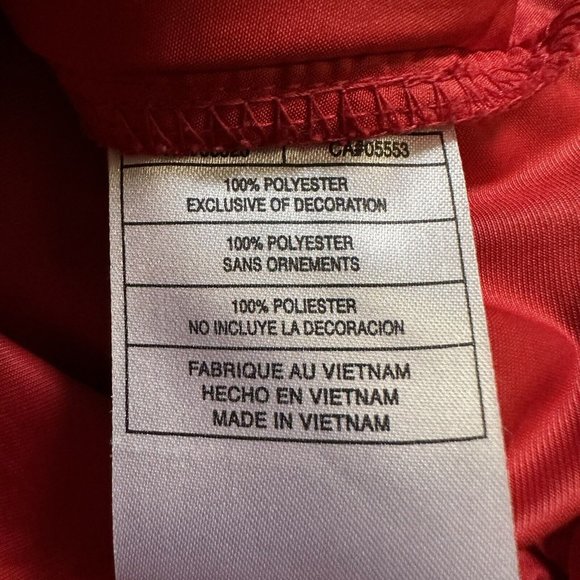 CA#05553
100% POLYESTER
EXCLUSIVE OF DECORATION
100% POLYESTER
SANS ORNEMENTS
100% POLIESTER
NO INCLUYE LA DECORACION
FABRIQUE AU VIETNAM
HECHO EN VIETNAM
MADE IN VIETNAM